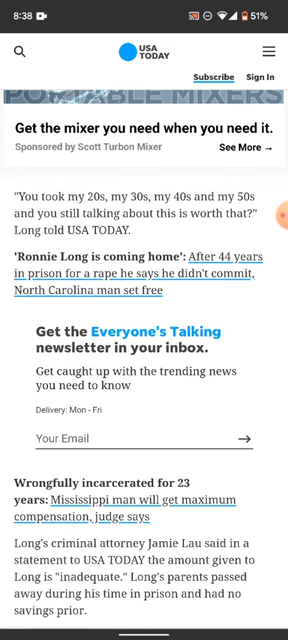 8:38
51%
USA
TODAY
Subscribe
Sign In
PORTABLE MIXERS
Get the mixer you need when you need it.
Sponsored by Scott Turbon Mixer
See More →
"You took my 20s, my 30s, my 40s and my 50s
and you still talking about this is worth that?"
Long told USA TODAY.
'Ronnie Long is coming home': After 44 years
in prison for a rape he says he didn't commit,
North Carolina man set free
Get the Everyone's Talking
newsletter in your inbox.
Get caught up with the trending news
you need to know
Delivery: Mon - Fri
Your Email
Wrongfully incarcerated for 23
years: Mississippi man will get maximum
compensation, judge says
Long's criminal attorney Jamie Lau said in a
statement to USA TODAY the amount given to
Long is "inadequate." Long's parents passed
away during his time in prison and had no
savings prior.